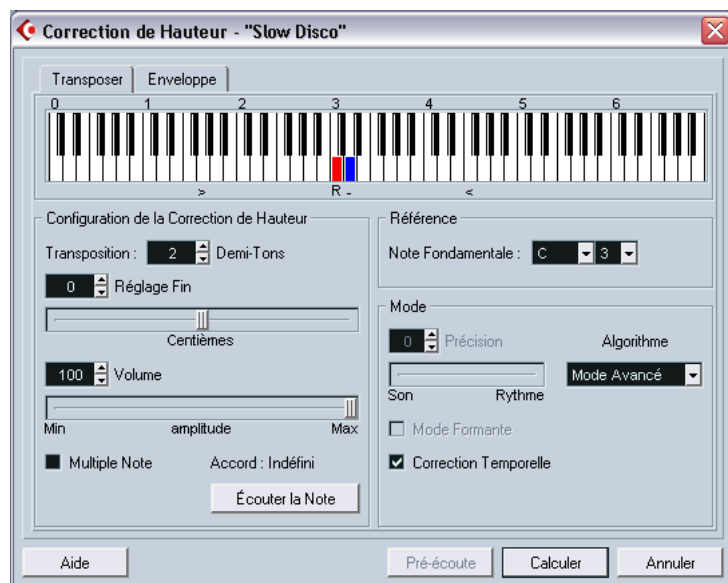 Correction de Hauteur - "Slow Disco"
Transposer Enveloppe
0 1 2 3 4 5 6
> R - <
Configuration de la Correction de Hauteur
Transposition : 2 Demi-Tons
0 Réglage Fin
Centièmes
100 Volume
Min amplitude Max
Multiple Note Accord : Indéfini
Écouter la Note
Référence
Note Fondamentale : C 3
Mode
0 Précision Algorithme
Mode Avancé
Son Rythme
Mode Formante
Correction Temporelle
Aide Pré-écoute Calculer Annuler